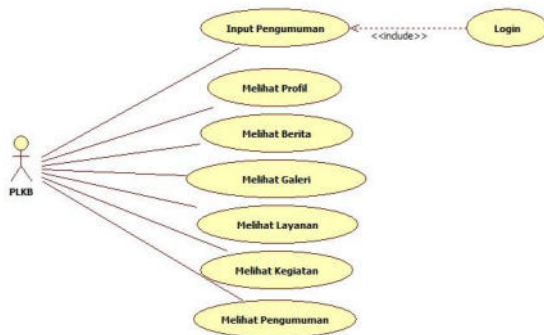 Input Pengumuman
<<include>>
Login
Melihat Profil
Melihat Berita
Melihat Galeri
PLKB
Melihat Layanan
Melihat Kegiatan
Melihat Pengumuman